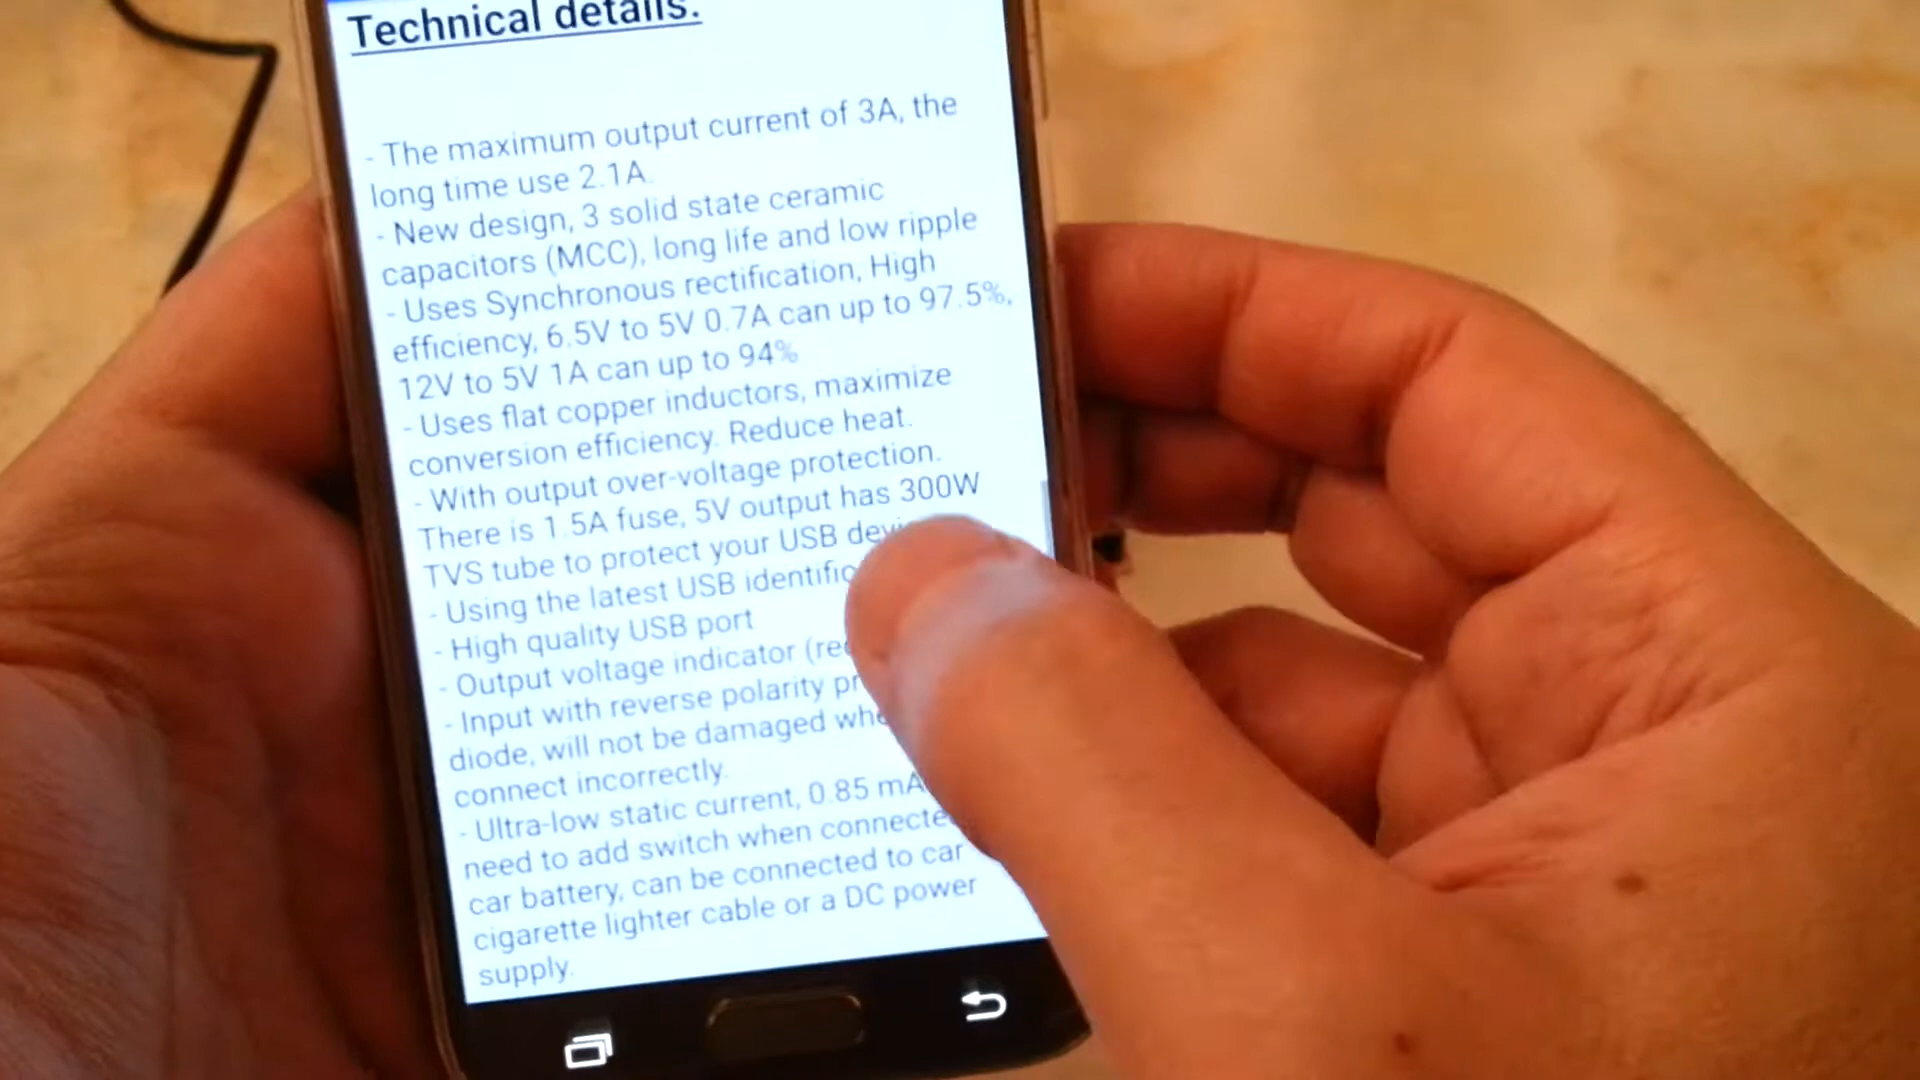 Technical details:
- The maximum output current of 3A, the
long time use 2.1A.
- New design, 3 solid state ceramic
capacitors (MCC), long life and low ripple
- Uses Synchronous rectification, High
efficiency, 6.5V to 5V 0.7A can up to 97.5%,
12V to 5V 1A can up to 94%
- Uses flat copper inductors, maximize
conversion efficiency. Reduce heat.
- With output over-voltage protection.
There is 1.5A fuse, 5V output has 300W
TVS tube to protect your USB
- Using the latest USB
- High quality USB port
- Output voltage indicator
- Input with reverse polarity
diode, will not be damaged
connect incorrectly.
- Ultra-low static current, 0.85 mA
need to add switch when
car battery, can be connected to car
cigarette lighter cable or a DC power
supply.